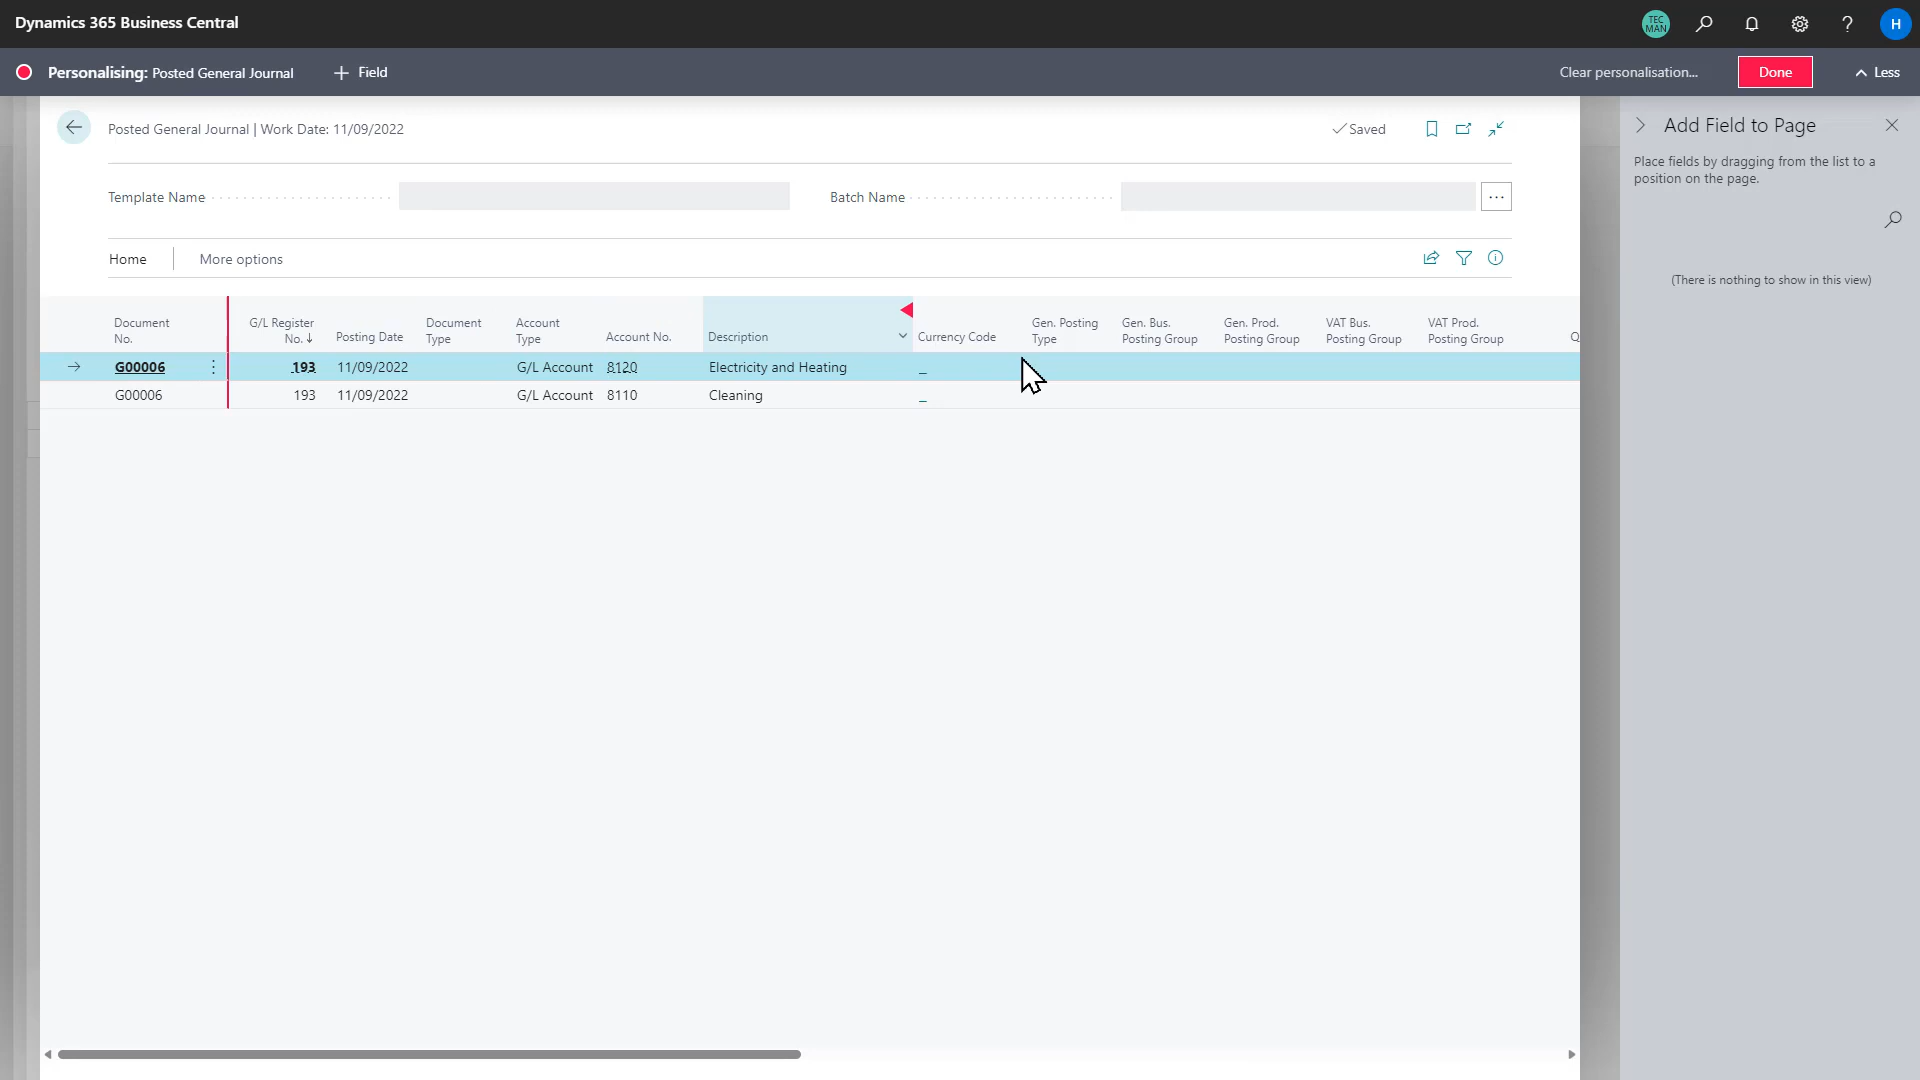 Dynamics 365 Business Central
TEC
MAN
?
H
Personalising: Posted General Journal
+ Field
Clear personalisation...
Done
Less
Posted General Journal | Work Date: 11/09/2022
Saved
Add Field to Page
Place fields by dragging from the list to a
position on the page.
Template Name
Batch Name
...
Home
More options
(There is nothing to show in this view)
Document
No.
G/L Register
No. ↓
Posting Date
Document
Type
Account
Type
Account No.
Description
Currency Code
Gen. Posting
Type
Gen. Bus.
Posting Group
Gen. Prod.
Posting Group
VAT Bus.
Posting Group
VAT Prod.
Posting Group
G00006 193 11/09/2022 G/L Account 8120 Electricity and Heating _
G00006 193 11/09/2022 G/L Account 8110 Cleaning _